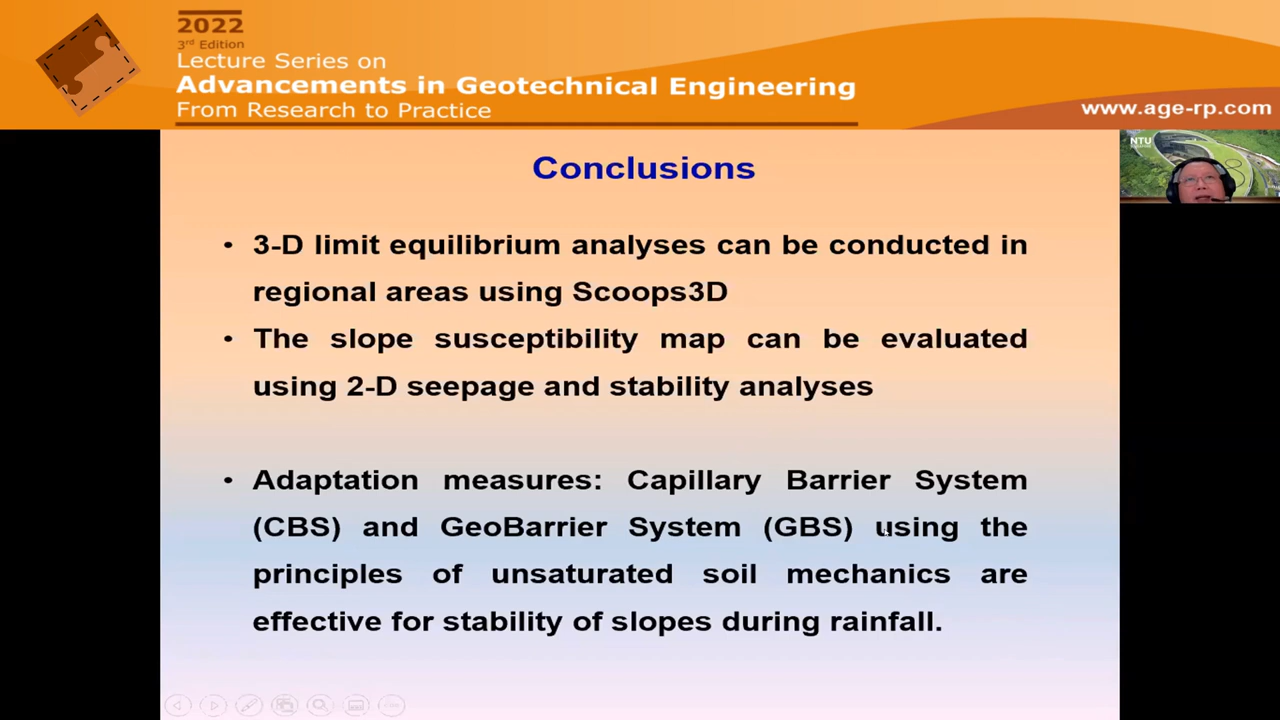 2022
3rd Edition
Lecture Series on
Advancements in Geotechnical Engineering
From Research to Practice
www.age-rp.com
NTU
Conclusions
• 3-D limit equilibrium analyses can be conducted in
regional areas using Scoops3D
• The slope susceptibility map can be evaluated
using 2-D seepage and stability analyses
• Adaptation measures: Capillary Barrier System
(CBS) and GeoBarrier System (GBS) using the
principles of unsaturated soil mechanics are
effective for stability of slopes during rainfall.